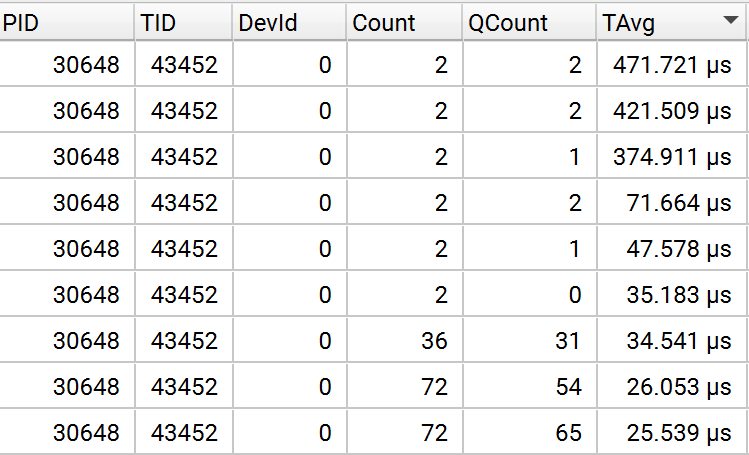 PID TID DevId Count QCount TAvg
30648 43452 0 2 2 471.721 μs
30648 43452 0 2 2 421.509 μs
30648 43452 0 2 1 374.911 μs
30648 43452 0 2 2 71.664 μs
30648 43452 0 2 1 47.578 μs
30648 43452 0 2 0 35.183 μs
30648 43452 0 36 31 34.541 μs
30648 43452 0 72 54 26.053 μs
30648 43452 0 72 65 25.539 μs